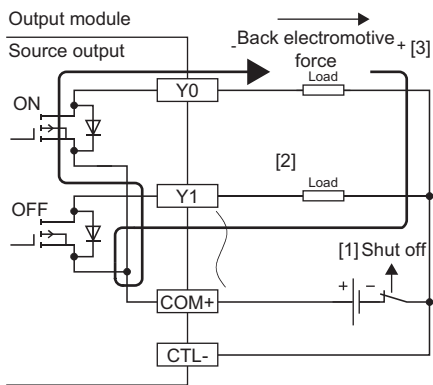 Output module
Source output
- Back electromotive + [3]
force
Load
Y0
ON
[2]
Load
Y1
OFF
[1] Shut off
+ −
COM+
CTL-